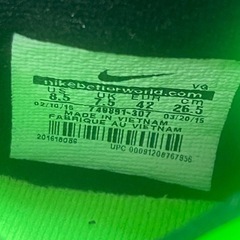 VG
nikebetterworld.com
US UK EUR cm
8.5 7.5 42 26.5
02/10/15 749891-307 03/20/15
MADE IN VIETNAM
FABRIQUE AU VIETNAM
UPC